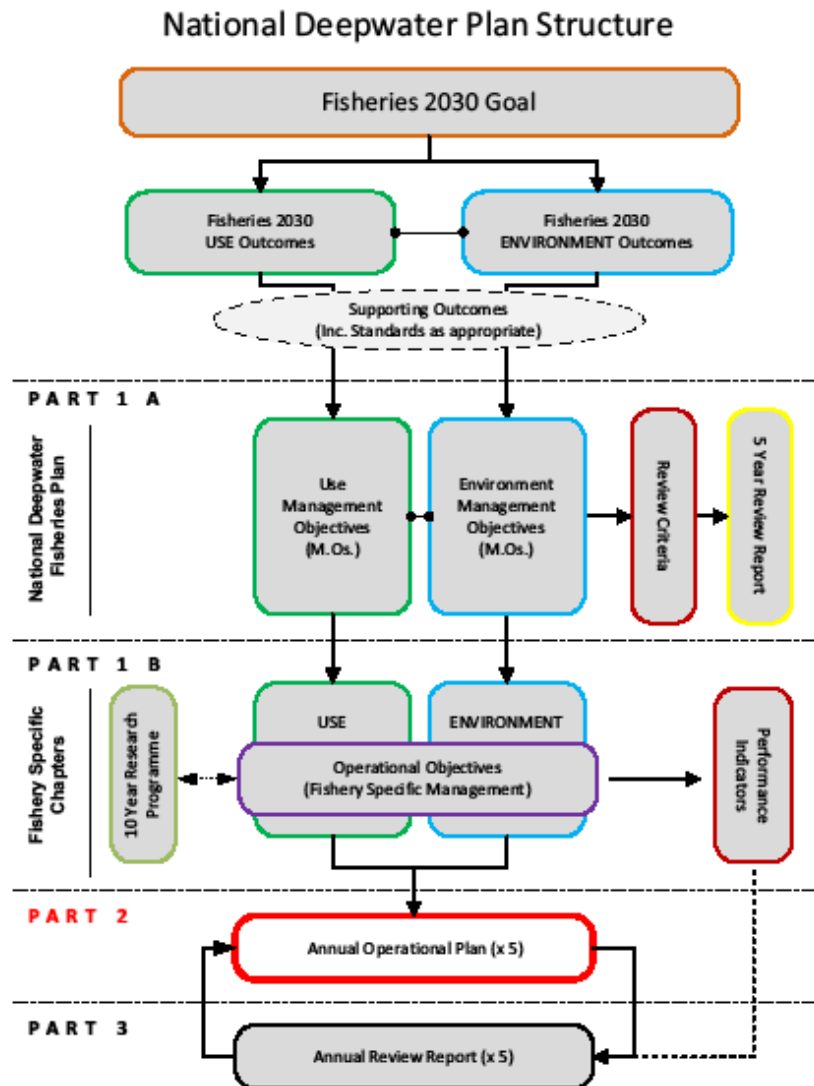 National Deepwater Plan Structure
Fisheries 2030 Goal
Fisheries 2030
USE Outcomes
Fisheries 2030
ENVIRONMENT Outcomes
Supporting Outcomes
(Inc. Standards as appropriate)
PART 1 A
National Deepwater
Fisheries Plan
Use
Management
Objectives
(M.Os.)
Environment
Management
Objectives
(M.Os.)
Review Criteria
5 Year Review Report
PART 1 B
Fishery Specific
Chapters
10 Year Research
Programme
USE
ENVIRONMENT
Operational Objectives
(Fishery Specific Management)
Performance
Indicators
PART 2
Annual Operational Plan (x 5)
PART 3
Annual Review Report (x 5)